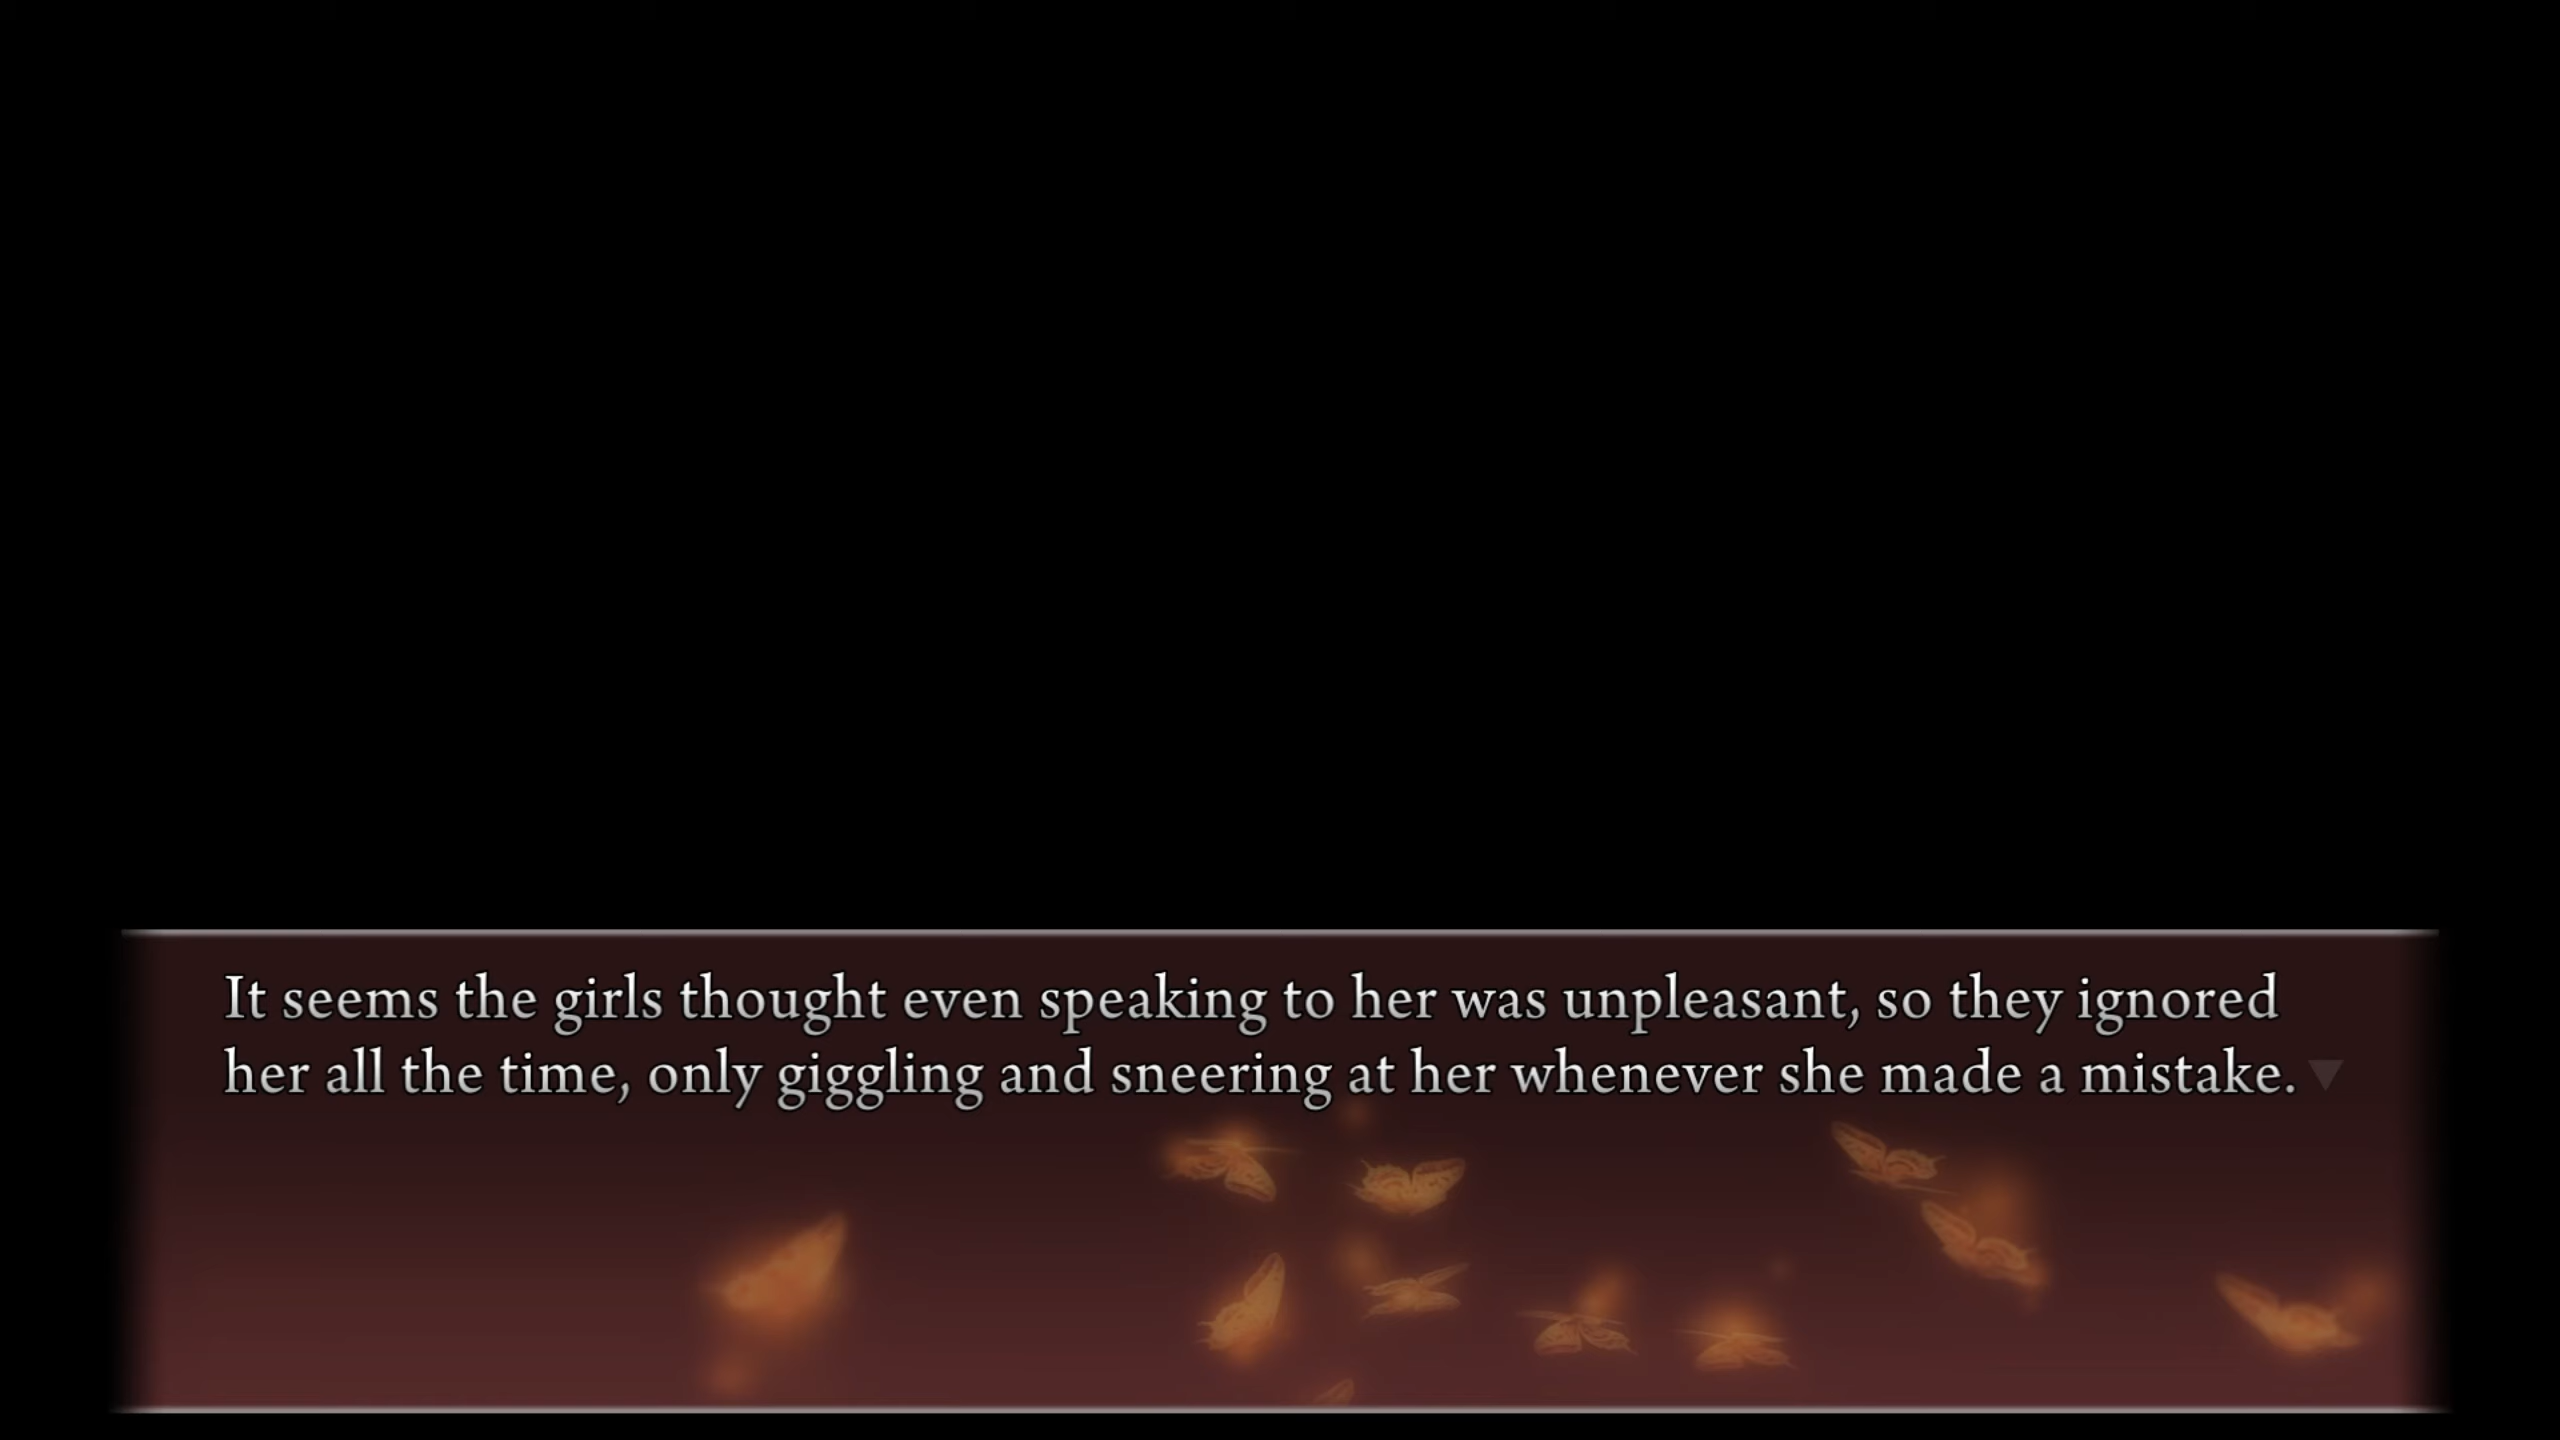 It seems the girls thought even speaking to her was unpleasant, so they ignored
her all the time, only giggling and sneering at her whenever she made a mistake.